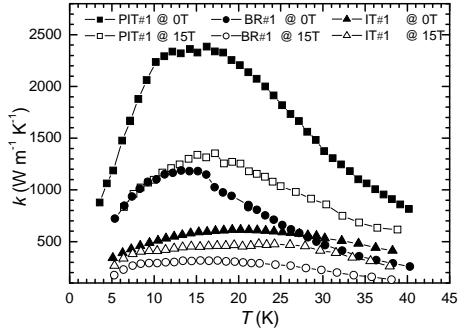 PIT#1 @ 0T BR#1 @ 0T IT#1 @ 0T
PIT#1 @ 15T BR#1 @ 15T IT#1 @ 15T
2500
2000
1500
1000
500
k (W m⁻¹ K⁻¹)
0 5 10 15 20 25 30 35 40 45
T (K)